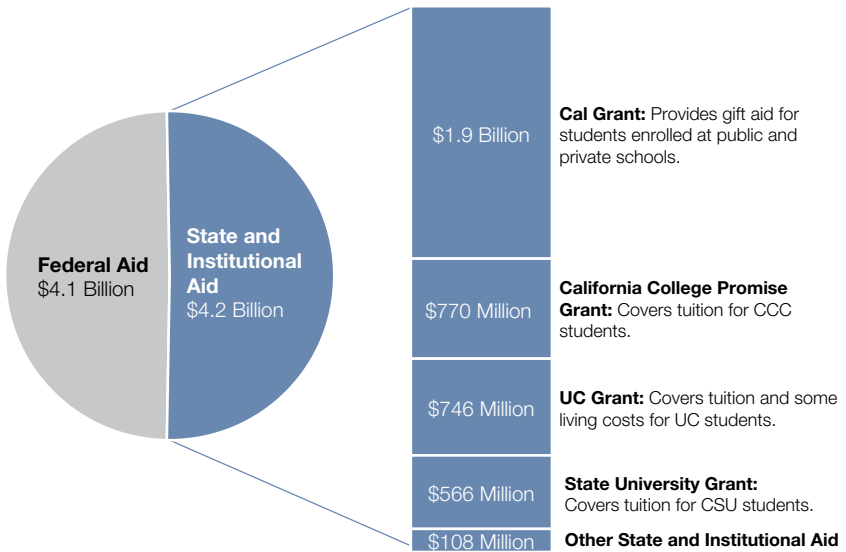 Federal Aid
$4.1 Billion
State and
Institutional
Aid
$4.2 Billion
$1.9 Billion
Cal Grant: Provides gift aid for
students enrolled at public and
private schools.
$770 Million
California College Promise
Grant: Covers tuition for CCC
students.
$746 Million
UC Grant: Covers tuition and some
living costs for UC students.
$566 Million
State University Grant:
Covers tuition for CSU students.
$108 Million
Other State and Institutional Aid